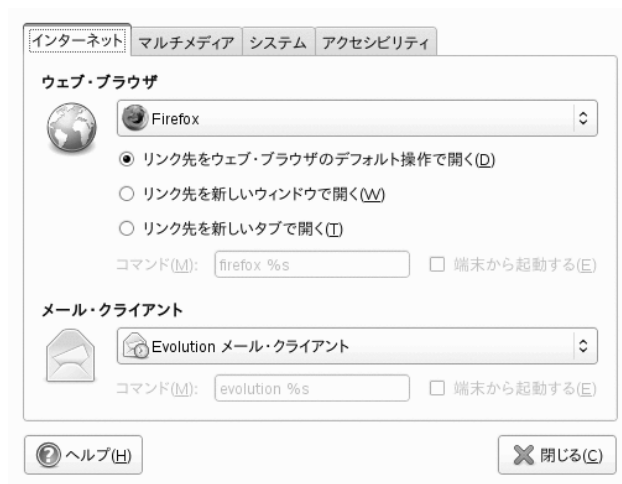 インターネット マルチメディア システム アクセシビリティ
ウェブ・ブラウザ
Firefox
リンク先をウェブ・ブラウザのデフォルト操作で開く(D)
リンク先を新しいウィンドウで開く(W)
リンク先を新しいタブで開く(T)
コマンド(M): firefox %s 端末から起動する(E)
メール・クライアント
Evolution メール・クライアント
コマンド(M): evolution %s 端末から起動する(E)
ヘルプ(H) 閉じる(C)